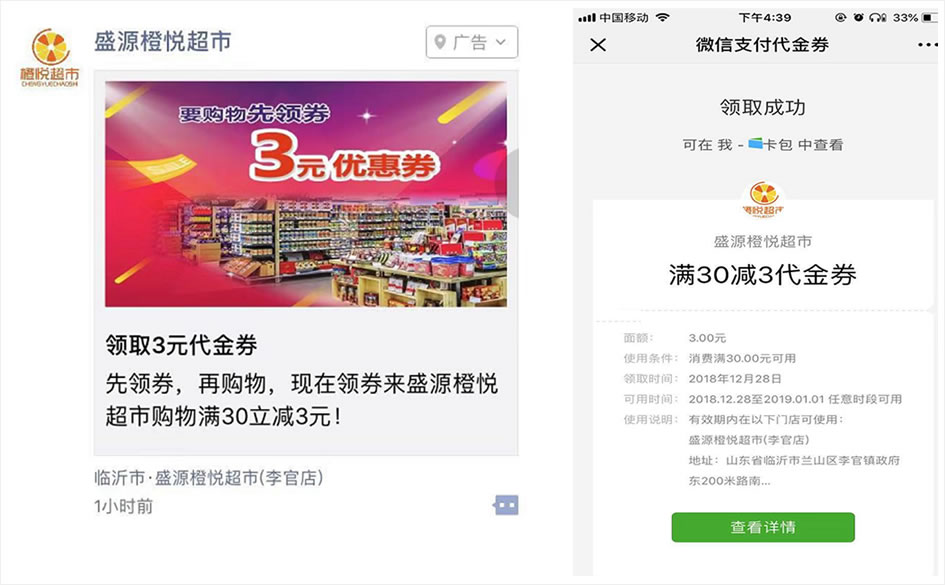 盛源橙悦超市
广告
橙悦超市
CHENGYUECHAOSHI
要购物先领券
3元优惠券
SALE
领取3元代金券
先领券，再购物，现在领券来盛源橙悦
超市购物满30立减3元！
临沂市·盛源橙悦超市(李官店)
1小时前
中国移动
下午4:39
33%
微信支付代金券
领取成功
可在 我 - 卡包 中查看
橙悦超市
盛源橙悦超市
满30减3代金券
面额： 3.00元
使用条件： 消费满30.00元可用
领取时间： 2018年12月28日
可用时间： 2018.12.28至2019.01.01 任意时段可用
使用说明： 有效期内在以下门店可使用：
盛源橙悦超市(李官店)
地址：山东省临沂市兰山区李官镇政府
东200米路南...
查看详情